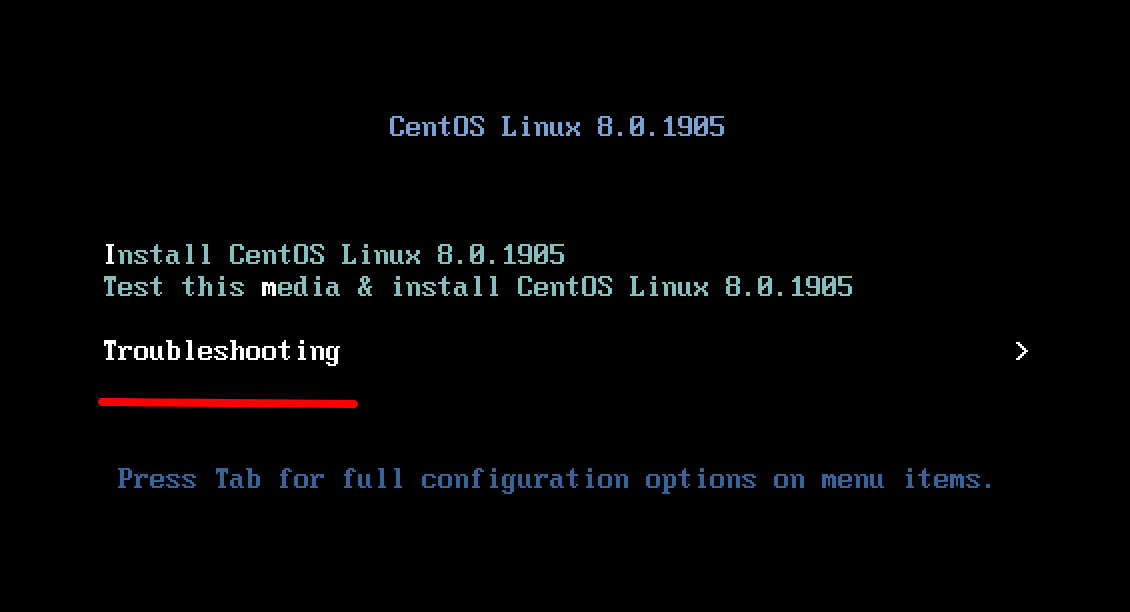 CentOS Linux 8.0.1905
Install CentOS Linux 8.0.1905
Test this media & install CentOS Linux 8.0.1905
Troubleshooting >
Press Tab for full configuration options on menu items.